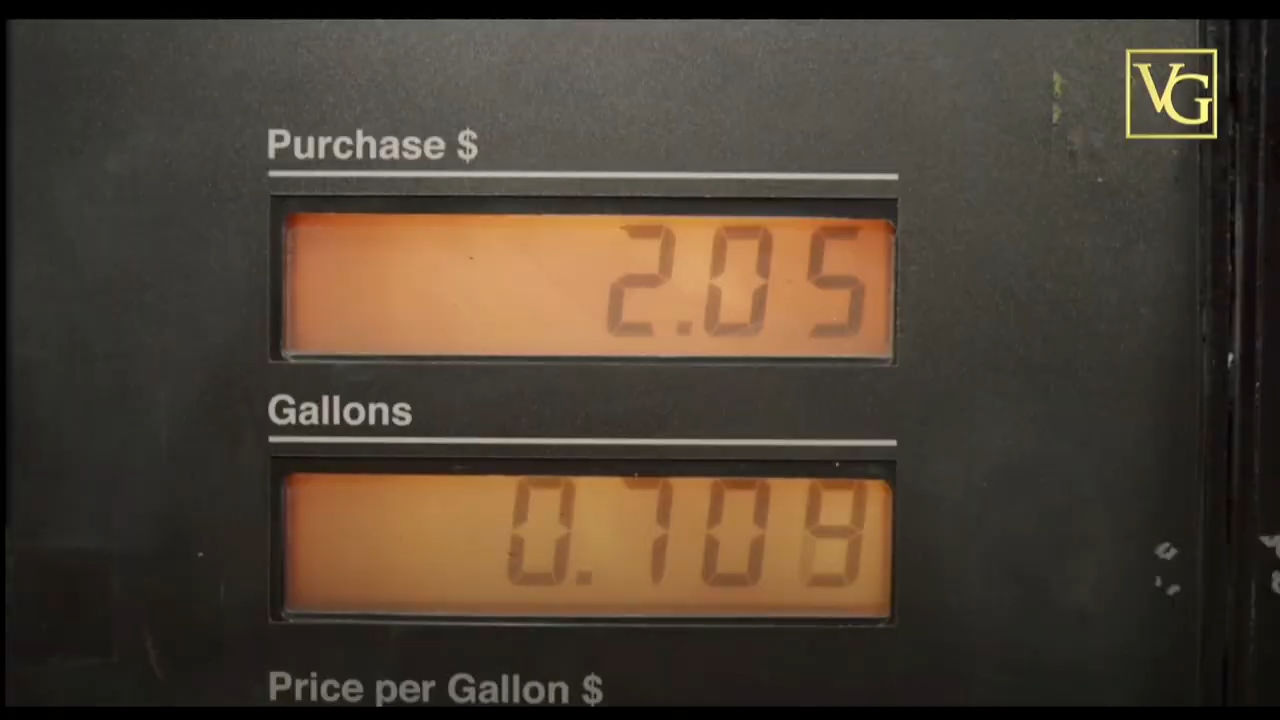 VG
Purchase $
2.05
Gallons
0.709
Price per Gallon $